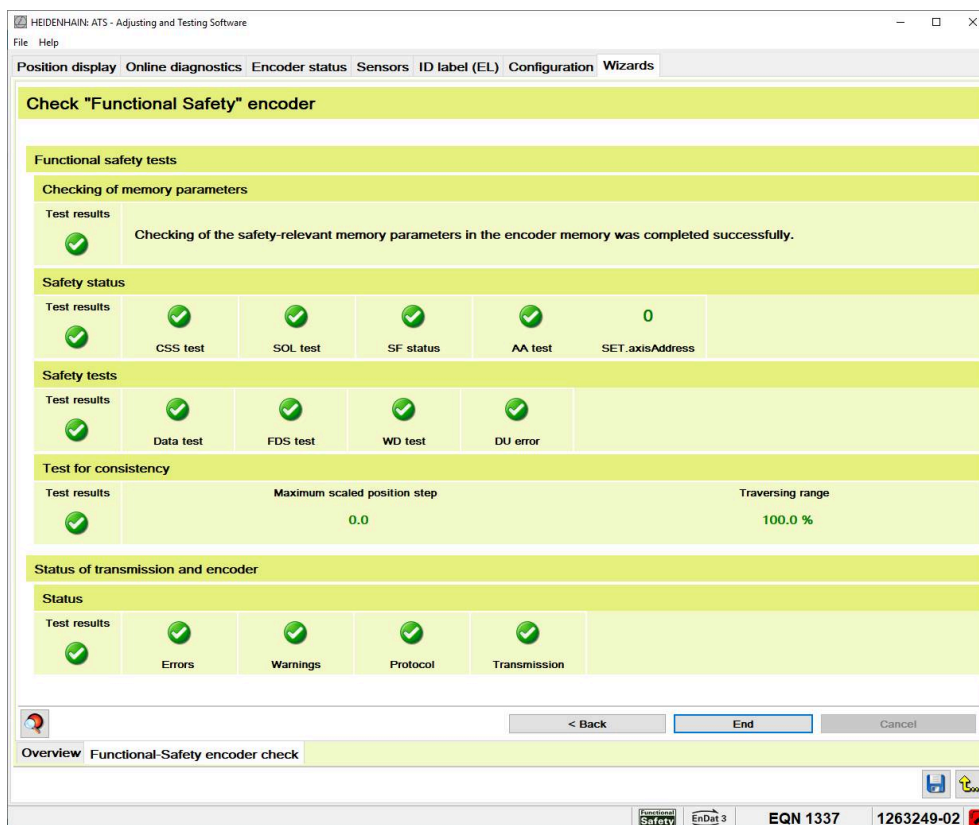 HEIDENHAIN: ATS - Adjusting and Testing Software
File Help
Position display Online diagnostics Encoder status Sensors ID label (EL) Configuration Wizards
Check "Functional Safety" encoder
Functional safety tests
Checking of memory parameters
Test results
Checking of the safety-relevant memory parameters in the encoder memory was completed successfully.
Safety status
Test results
0
CSS test SOL test SF status AA test SET.axisAddress
Safety tests
Test results
Data test FDS test WD test DU error
Test for consistency
Test results Maximum scaled position step Traversing range
0.0 100.0 %
Status of transmission and encoder
Status
Test results
Errors Warnings Protocol Transmission
< Back End Cancel
Overview Functional-Safety encoder check
Functional Safety EnDat 3 EQN 1337 1263249-02